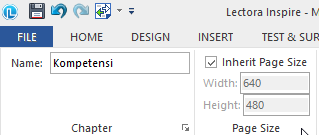 Lectora Inspire - M
FILE HOME DESIGN INSERT TEST & SUR
Name: Kompetensi
Inherit Page Size
Width: 640
Height: 480
Chapter Page Size